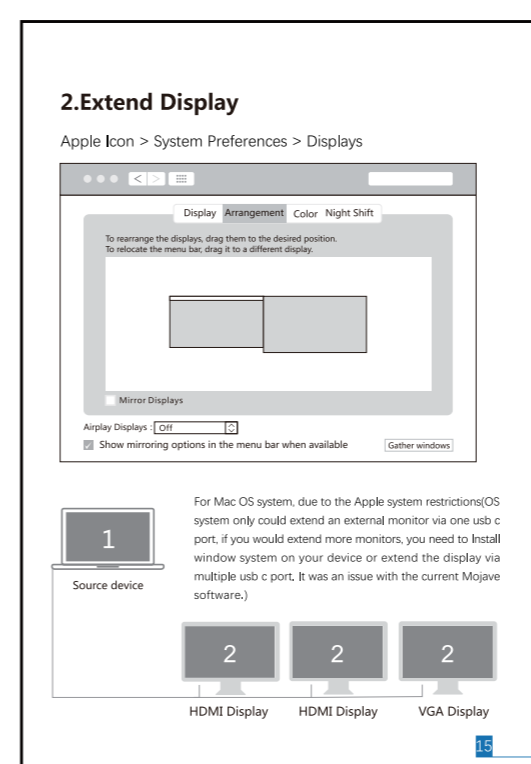 2.Extend Display
Apple Icon > System Preferences > Displays
Display Arrangement Color Night Shift
To rearrange the displays, drag them to the desired position.
To relocate the menu bar, drag it to a different display.
Mirror Displays
Airplay Displays : Off
Show mirroring options in the menu bar when available Gather windows
For Mac OS system, due to the Apple system restrictions(OS
system only could extend an external monitor via one usb c
port, if you would extend more monitors, you need to Install
window system on your device or extend the display via
multiple usb c port. It was an issue with the current Mojave
software.)
1
Source device
2 2 2
HDMI Display HDMI Display VGA Display
15